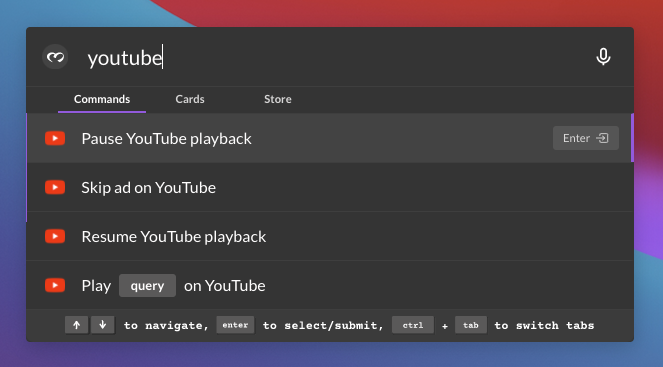 youtube
Commands Cards Store
Pause YouTube playback Enter
Skip ad on YouTube
Resume YouTube playback
Play query on YouTube
↑ ↓ to navigate, enter to select/submit, ctrl + tab to switch tabs